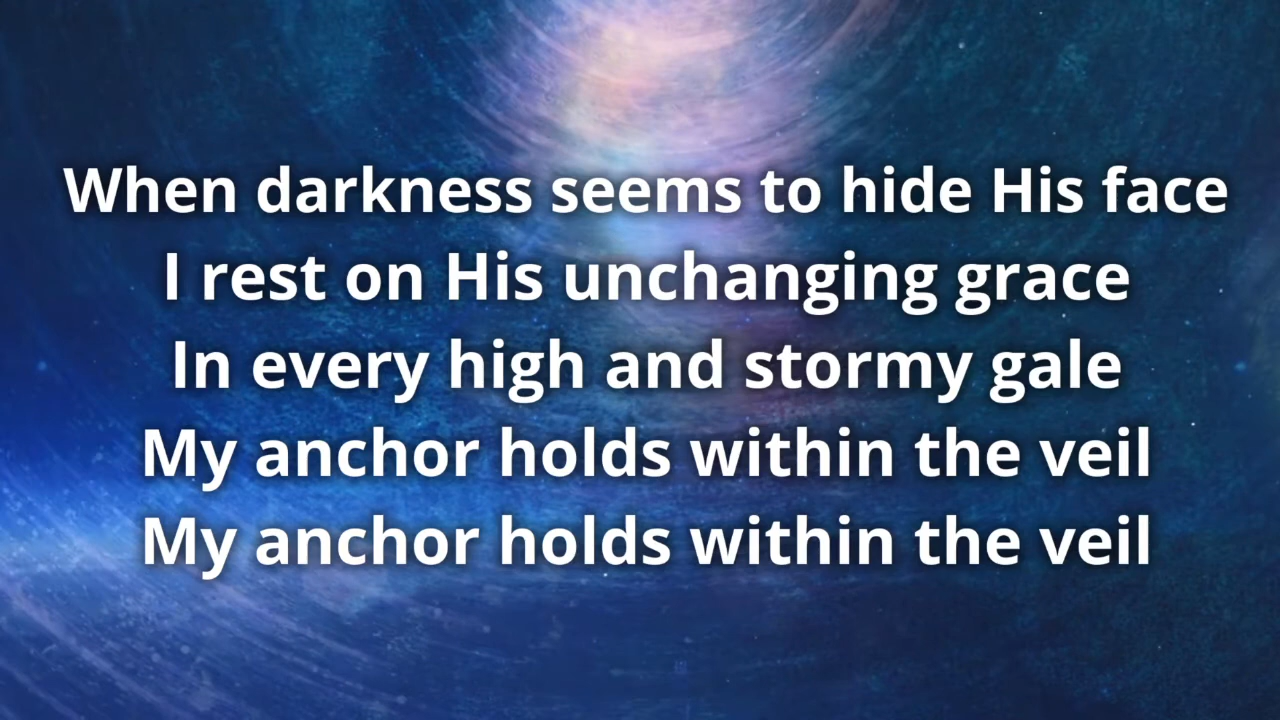 When darkness seems to hide His face
I rest on His unchanging grace
In every high and stormy gale
My anchor holds within the veil
My anchor holds within the veil